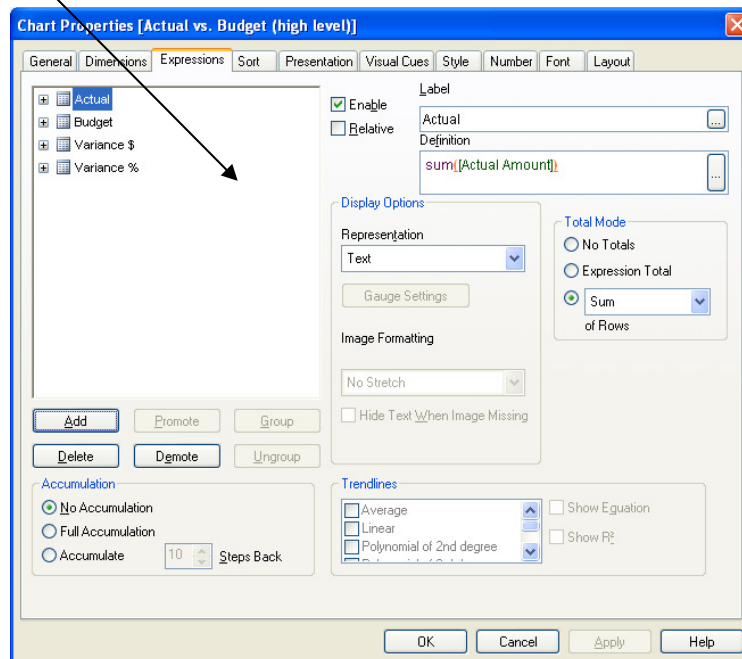 Chart Properties [Actual vs. Budget (high level)]
General Dimensions Expressions Sort Presentation Visual Cues Style Number Font Layout
Actual
Budget
Variance $
Variance %
Enable
Relative
Label
Actual
...
Definition
sum([Actual Amount])
...
Display Options
Representation
Text
Gauge Settings
Image Formatting
No Stretch
Hide Text When Image Missing
Total Mode
No Totals
Expression Total
Sum
of Rows
Add Promote Group
Delete Demote Ungroup
Accumulation
No Accumulation
Full Accumulation
Accumulate 10 Steps Back
Trendlines
Average
Linear
Polynomial of 2nd degree
Show Equation
Show R²
OK Cancel Apply Help